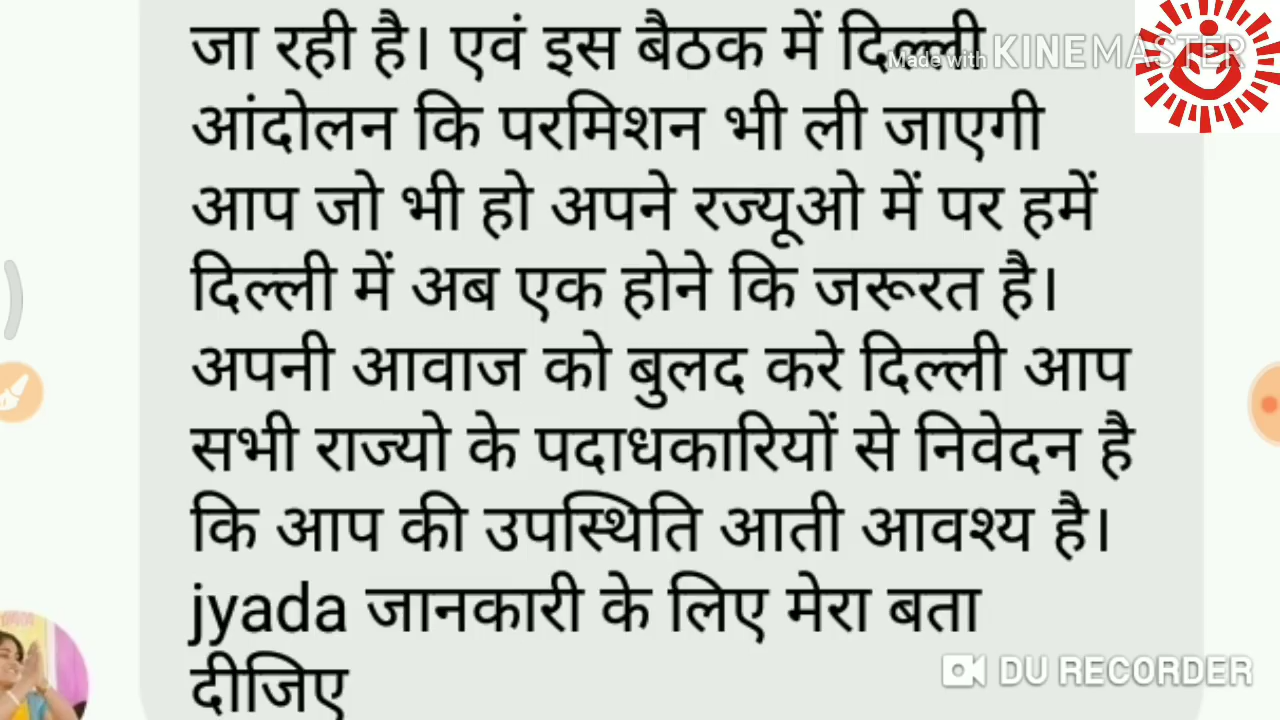 जा रही है। एवं इस बैठक में दिल्ली
Made with KINEMASTER
आंदोलन कि परमिशन भी ली जाएगी
आप जो भी हो अपने रज्यूओ में पर हमें
दिल्ली में अब एक होने कि जरूरत है।
अपनी आवाज को बुलद करे दिल्ली आप
सभी राज्यो के पदाधकारियों से निवेदन है
कि आप की उपस्थिति आती आवश्य है।
jyada जानकारी के लिए मेरा बता
दीजिए
DU RECORDER